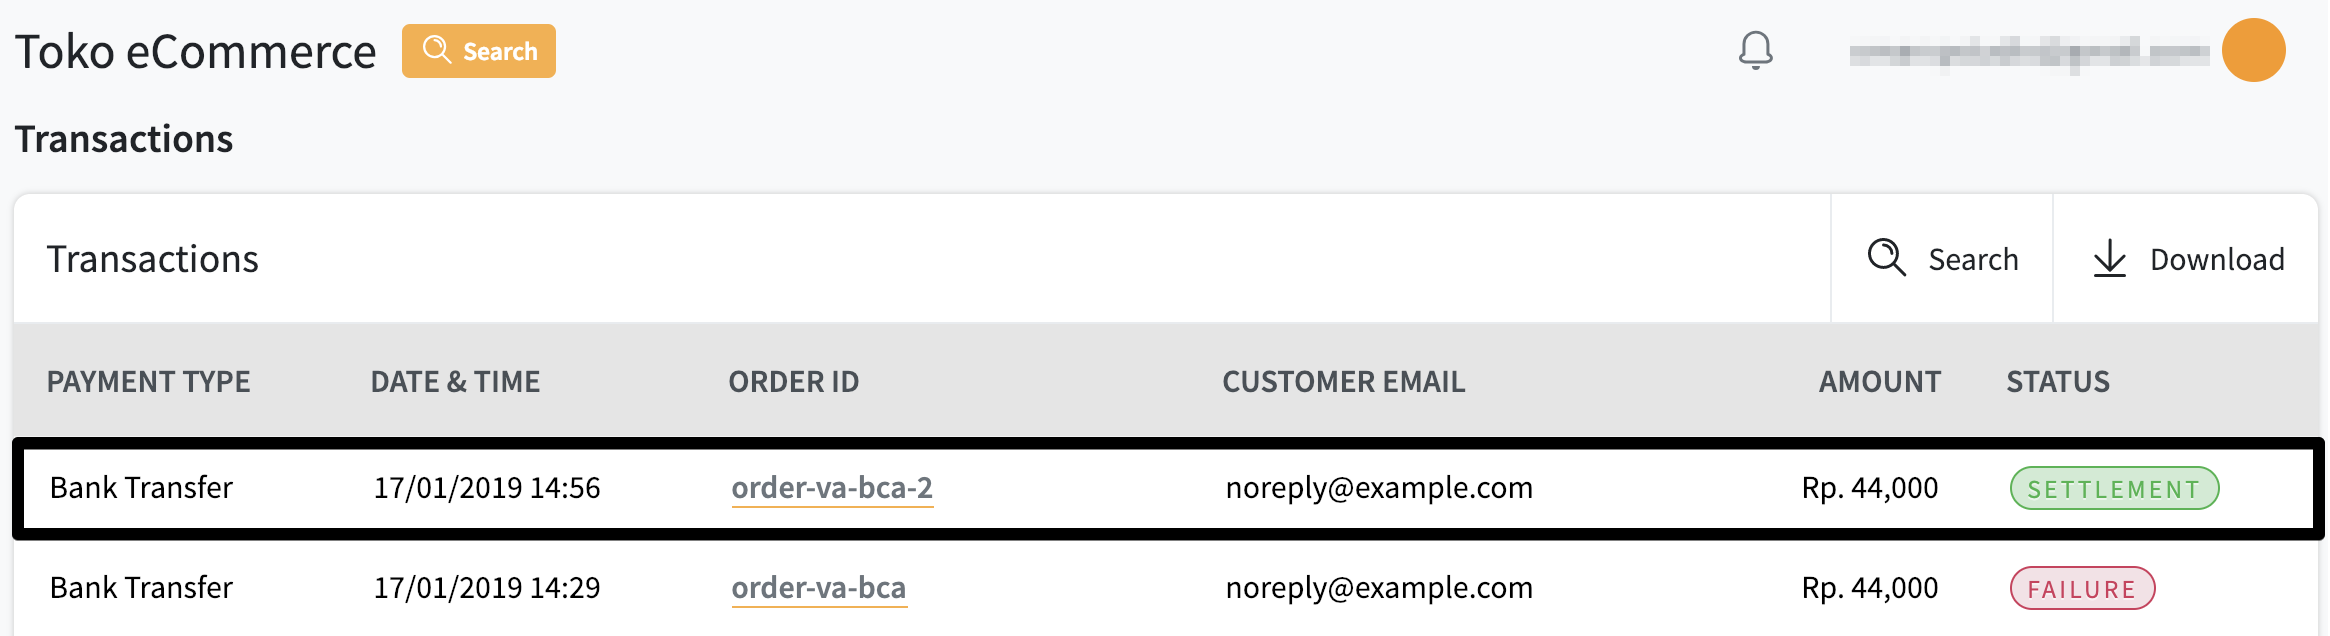 Toko eCommerce Search
Transactions
Transactions Search Download
PAYMENT TYPE DATE & TIME ORDER ID CUSTOMER EMAIL AMOUNT STATUS
Bank Transfer 17/01/2019 14:56 order-va-bca-2 noreply@example.com Rp. 44,000 SETTLEMENT
Bank Transfer 17/01/2019 14:29 order-va-bca noreply@example.com Rp. 44,000 FAILURE